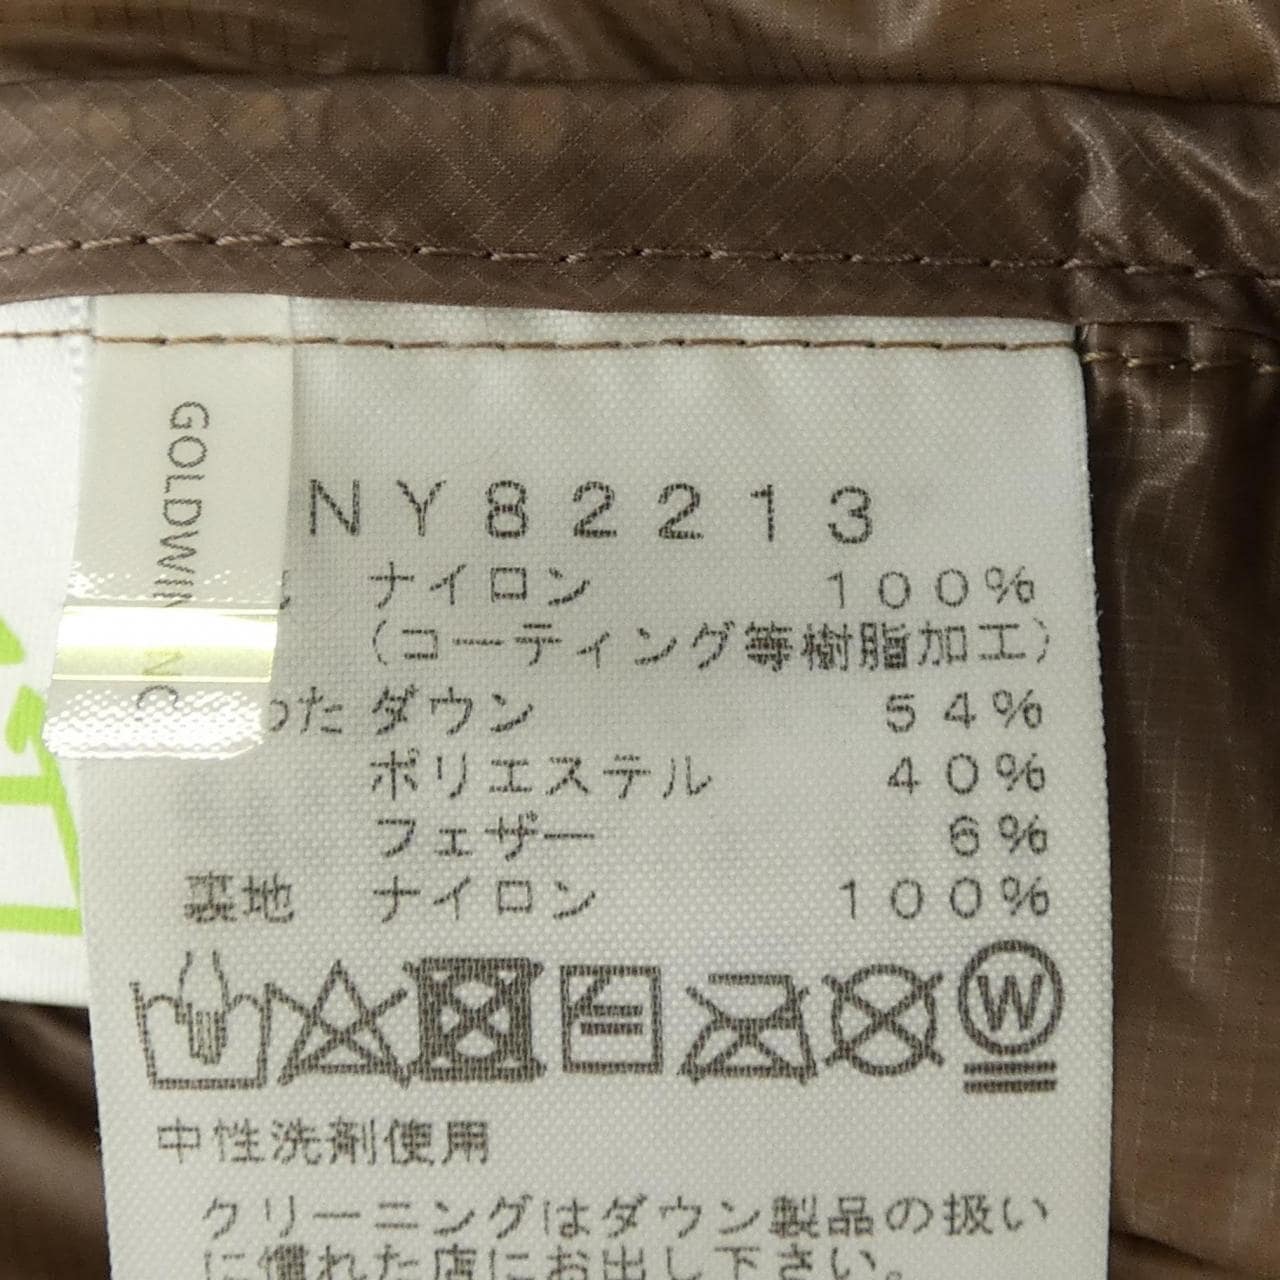 GOLDWIN INC
NY82213
ナイロン 100%
(コーティング等樹脂加工)
わた ダウン 54%
ポリエステル 40%
フェザー 6%
裏地 ナイロン 100%
W
中性洗剤使用
クリーニングはダウン製品の扱い
に慣れた店にお出し下さい。